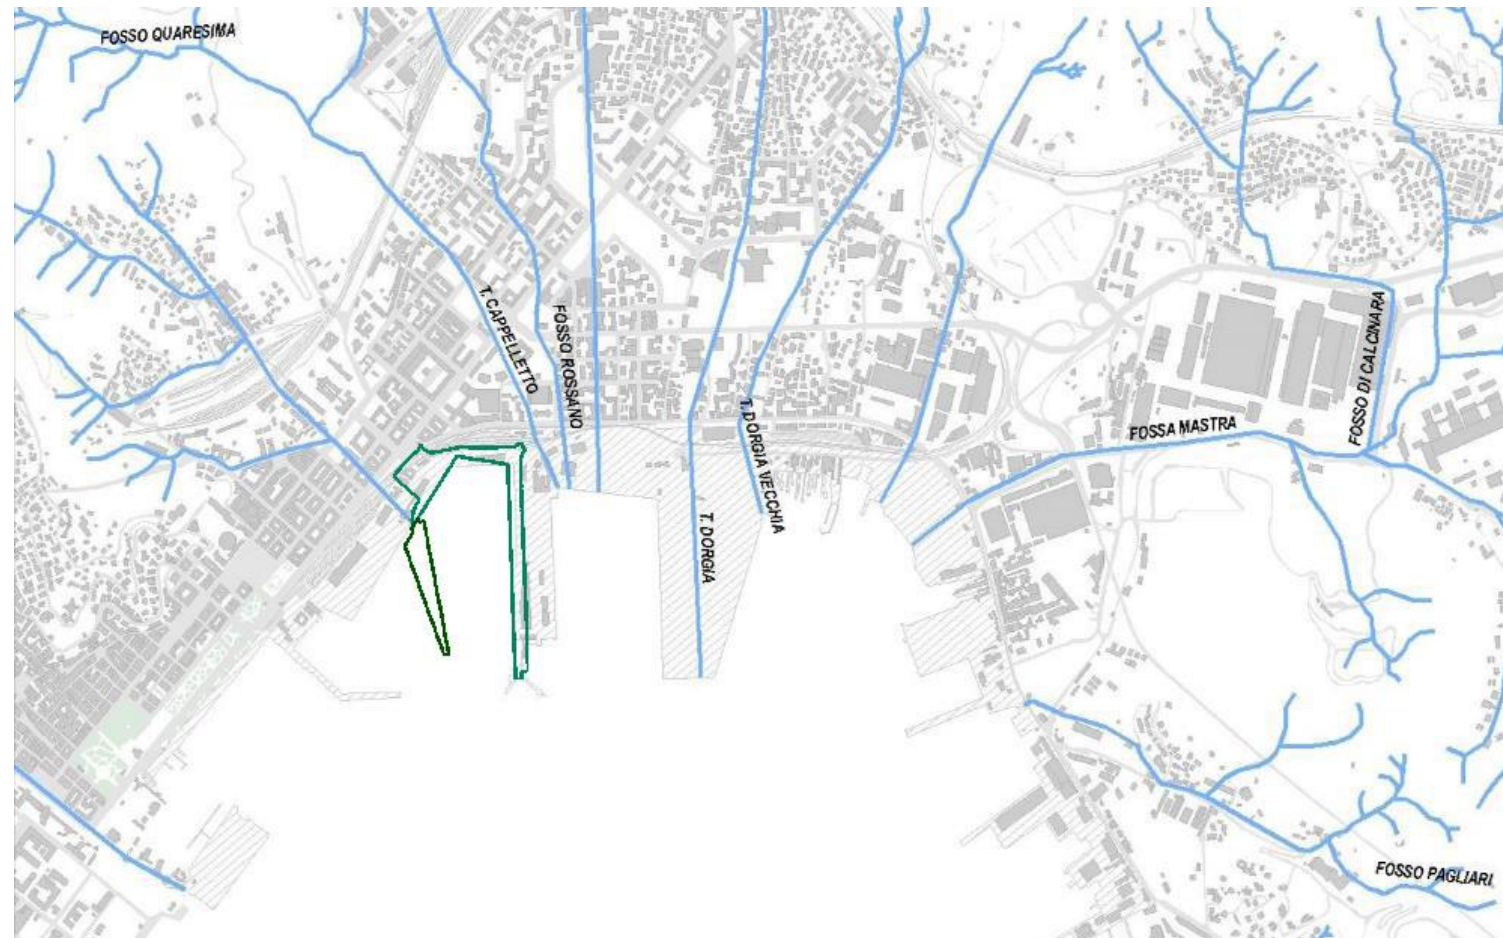 FOSSO QUARESIMA
T. CAPPELLETTO
FOSSO ROSSANO
FOSSO DI CALCINARA
T. DORGIA VECCHIA
FOSSA MASTRA
T. DORGIA
FOSSO PAGLIARI